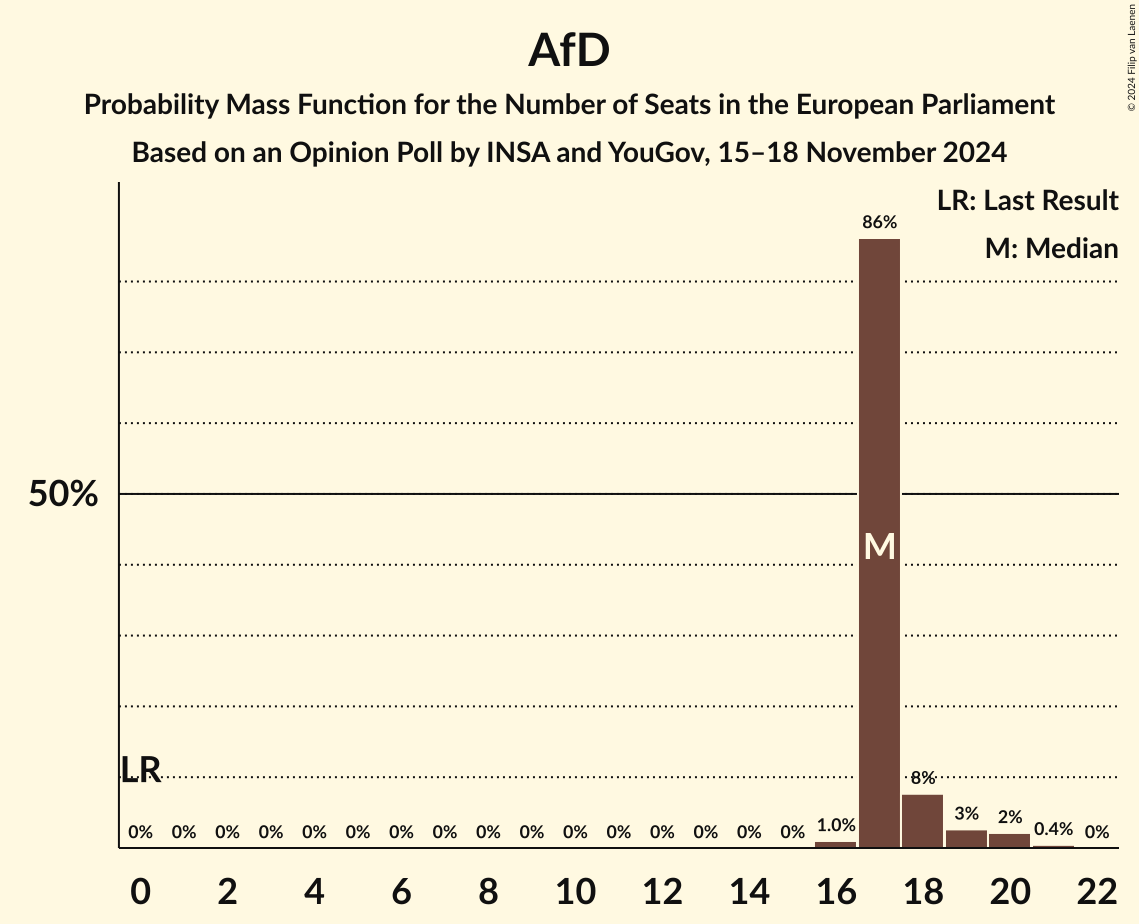 AfD
Probability Mass Function for the Number of Seats in the European Parliament
Based on an Opinion Poll by INSA and YouGov, 15–18 November 2024
© 2024 Filip van Laenen
LR: Last Result
M: Median
86%
50%
M
LR
0% 0% 0% 0% 0% 0% 0% 0% 0% 0% 0% 0% 0% 0% 0% 0% 1.0% 8% 3% 2% 0.4% 0%
0 2 4 6 8 10 12 14 16 18 20 22